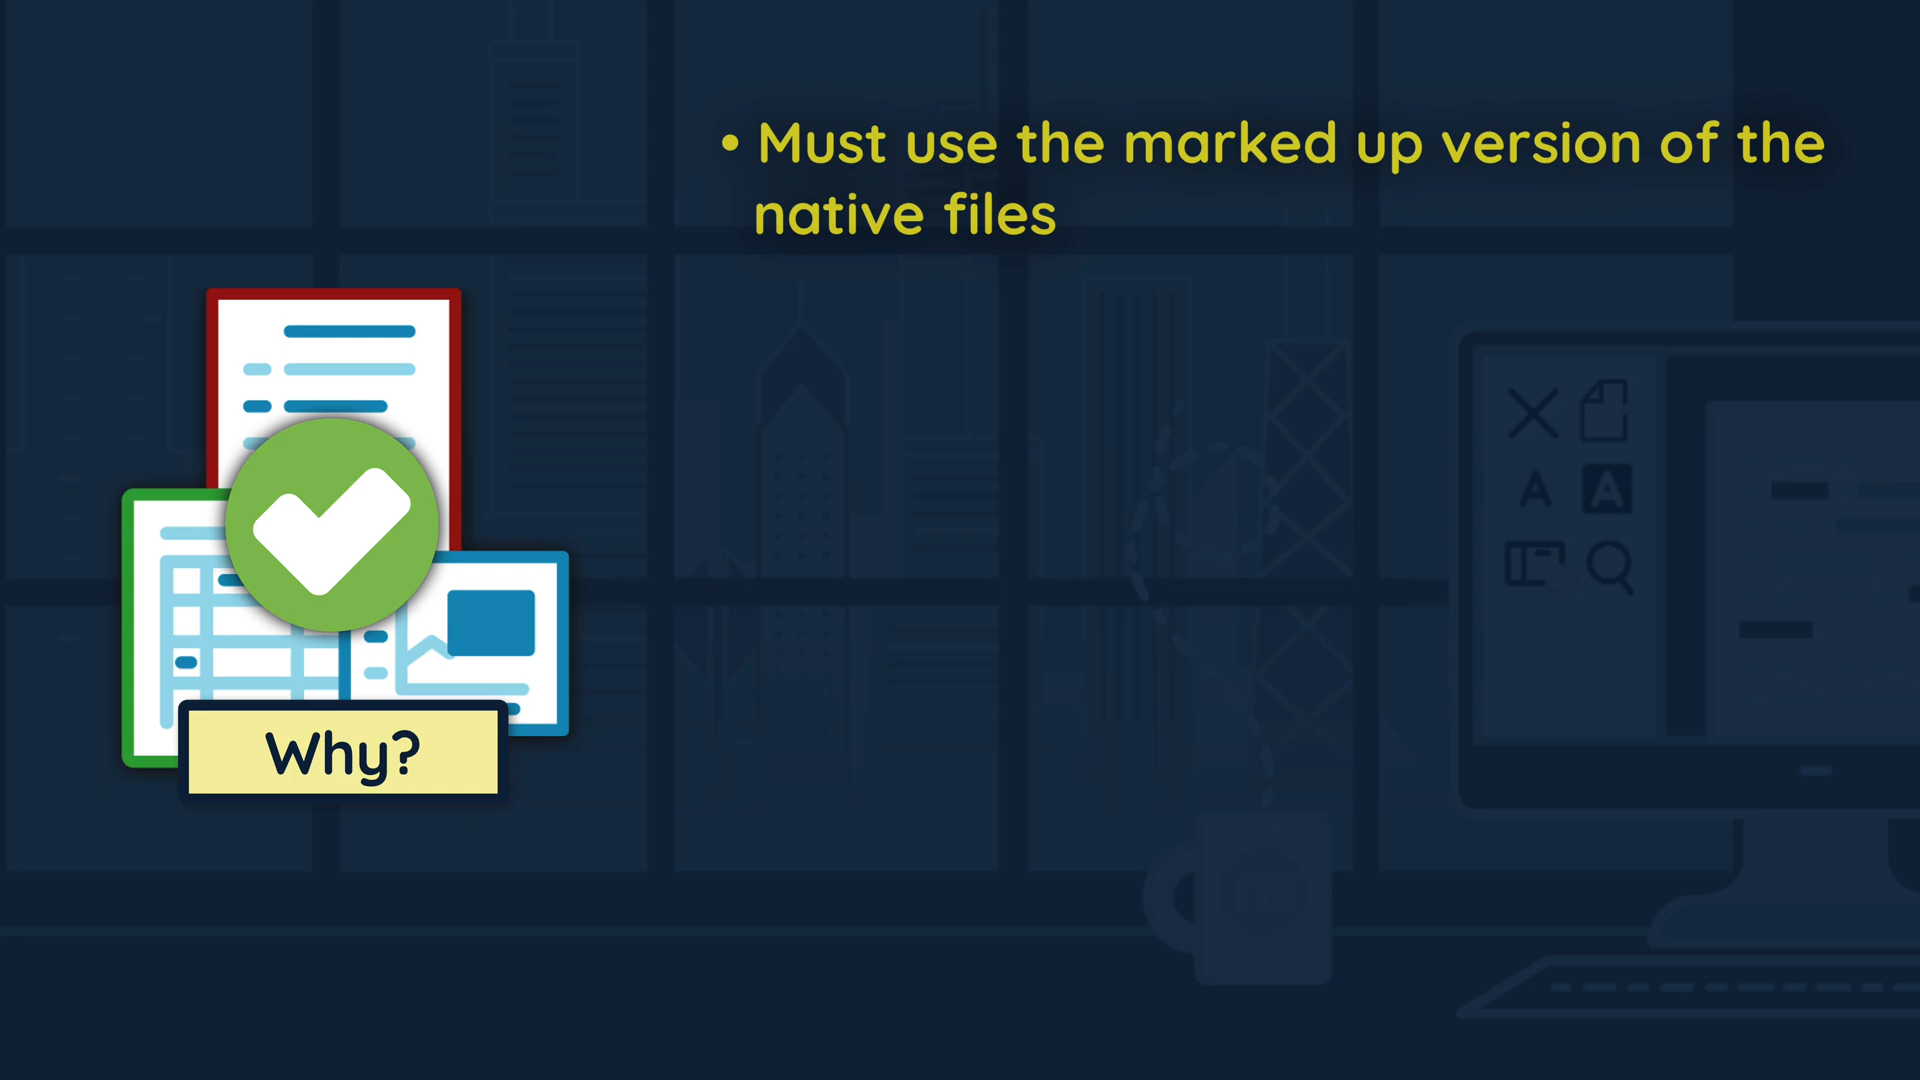 • Must use the marked up version of the
native files
Why?
A A
m